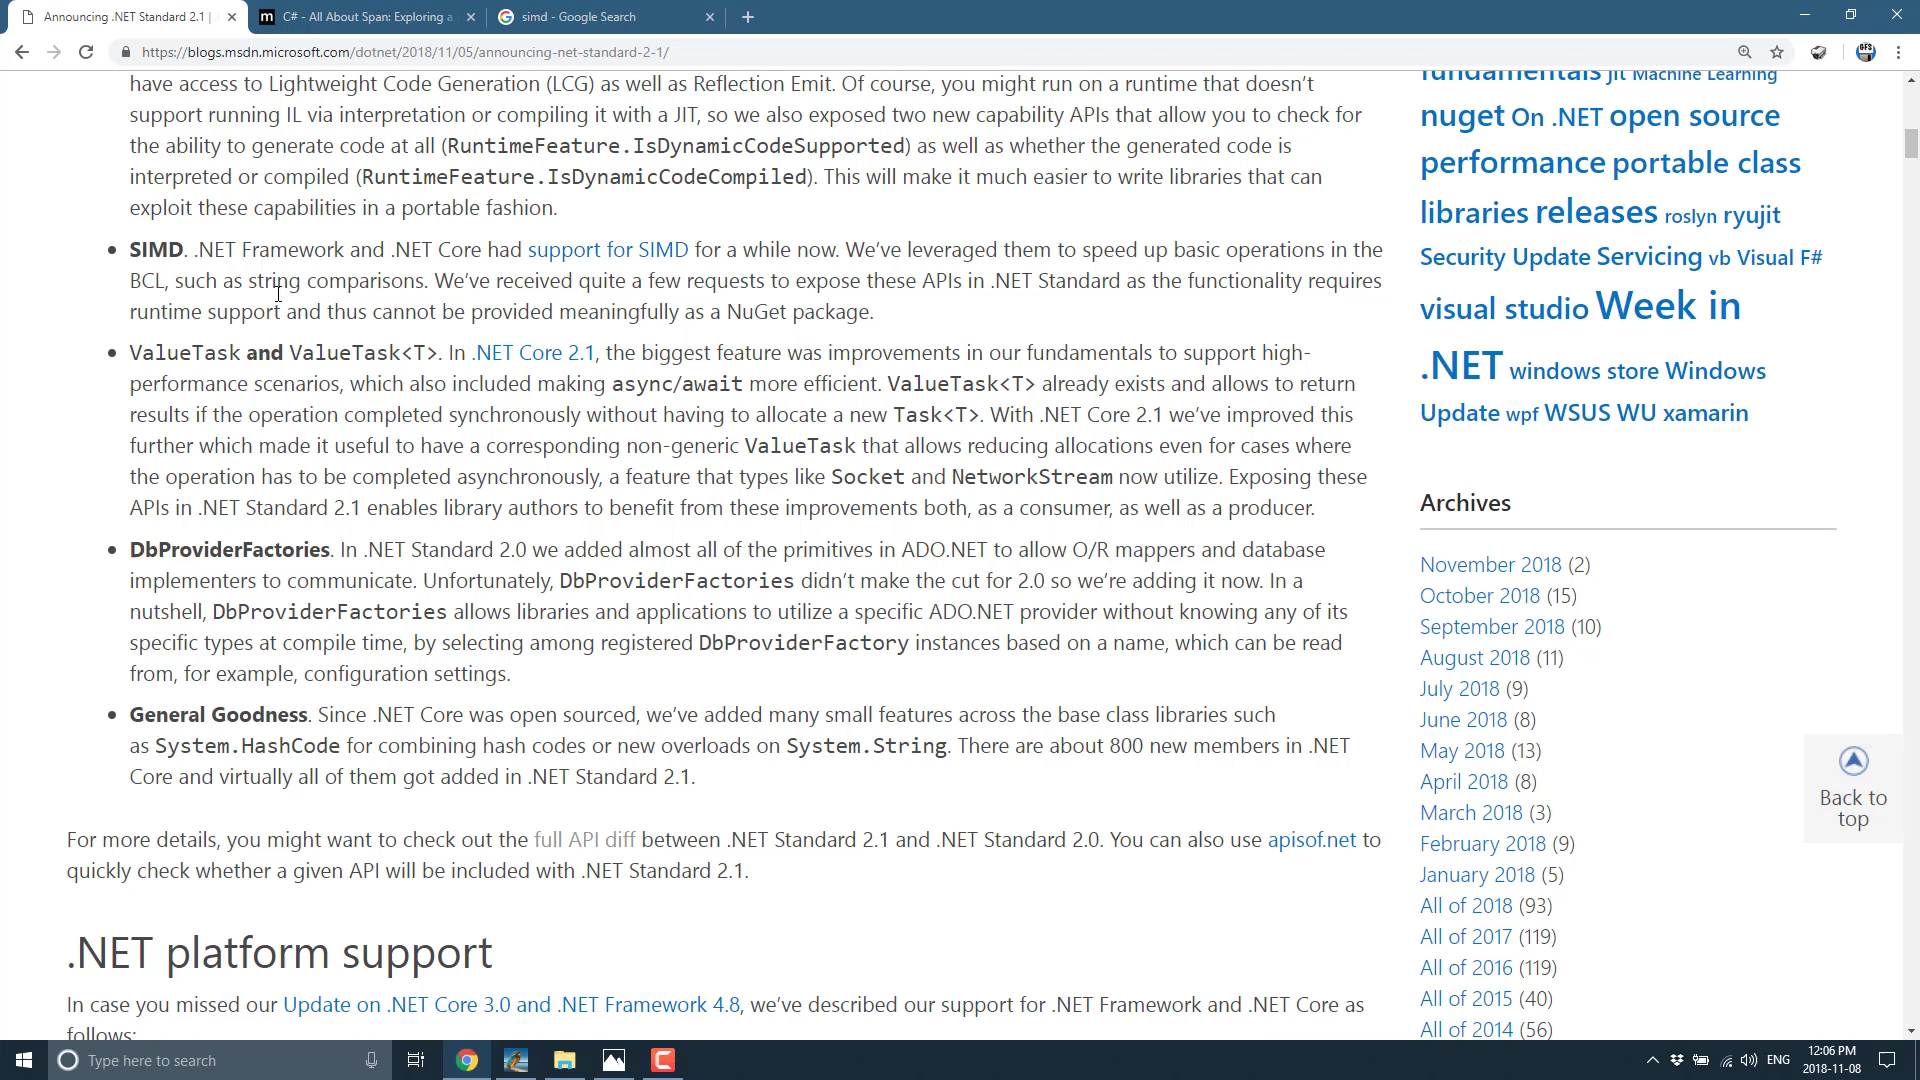 Announcing .NET Standard 2.1 |
C# - All About Span: Exploring a
simd - Google Search
https://blogs.msdn.microsoft.com/dotnet/2018/11/05/announcing-net-standard-2-1/
have access to Lightweight Code Generation (LCG) as well as Reflection Emit. Of course, you might run on a runtime that doesn’t
support running IL via interpretation or compiling it with a JIT, so we also exposed two new capability APIs that allow you to check for
the ability to generate code at all (RuntimeFeature.IsDynamicCodeSupported) as well as whether the generated code is
interpreted or compiled (RuntimeFeature.IsDynamicCodeCompiled). This will make it much easier to write libraries that can
exploit these capabilities in a portable fashion.
SIMD. .NET Framework and .NET Core had support for SIMD for a while now. We’ve leveraged them to speed up basic operations in the
BCL, such as string comparisons. We’ve received quite a few requests to expose these APIs in .NET Standard as the functionality requires
runtime support and thus cannot be provided meaningfully as a NuGet package.
ValueTask and ValueTask<T>. In .NET Core 2.1, the biggest feature was improvements in our fundamentals to support high-
performance scenarios, which also included making async/await more efficient. ValueTask<T> already exists and allows to return
results if the operation completed synchronously without having to allocate a new Task<T>. With .NET Core 2.1 we’ve improved this
further which made it useful to have a corresponding non-generic ValueTask that allows reducing allocations even for cases where
the operation has to be completed asynchronously, a feature that types like Socket and NetworkStream now utilize. Exposing these
APIs in .NET Standard 2.1 enables library authors to benefit from these improvements both, as a consumer, as well as a producer.
DbProviderFactories. In .NET Standard 2.0 we added almost all of the primitives in ADO.NET to allow O/R mappers and database
implementers to communicate. Unfortunately, DbProviderFactories didn’t make the cut for 2.0 so we’re adding it now. In a
nutshell, DbProviderFactories allows libraries and applications to utilize a specific ADO.NET provider without knowing any of its
specific types at compile time, by selecting among registered DbProviderFactory instances based on a name, which can be read
from, for example, configuration settings.
General Goodness. Since .NET Core was open sourced, we’ve added many small features across the base class libraries such
as System.HashCode for combining hash codes or new overloads on System.String. There are about 800 new members in .NET
Core and virtually all of them got added in .NET Standard 2.1.
For more details, you might want to check out the full API diff between .NET Standard 2.1 and .NET Standard 2.0. You can also use apisof.net to
quickly check whether a given API will be included with .NET Standard 2.1.
.NET platform support
In case you missed our Update on .NET Core 3.0 and .NET Framework 4.8, we’ve described our support for .NET Framework and .NET Core as
follows:
fundamentals jit Machine Learning
nuget On .NET open source
performance portable class
libraries releases roslyn ryujit
Security Update Servicing vb Visual F#
visual studio Week in
.NET windows store Windows
Update wpf WSUS WU xamarin
Archives
November 2018 (2)
October 2018 (15)
September 2018 (10)
August 2018 (11)
July 2018 (9)
June 2018 (8)
May 2018 (13)
April 2018 (8)
March 2018 (3)
February 2018 (9)
January 2018 (5)
All of 2018 (93)
All of 2017 (119)
All of 2016 (119)
All of 2015 (40)
All of 2014 (56)
Back to
top
Type here to search
ENG
12:06 PM
2018-11-08